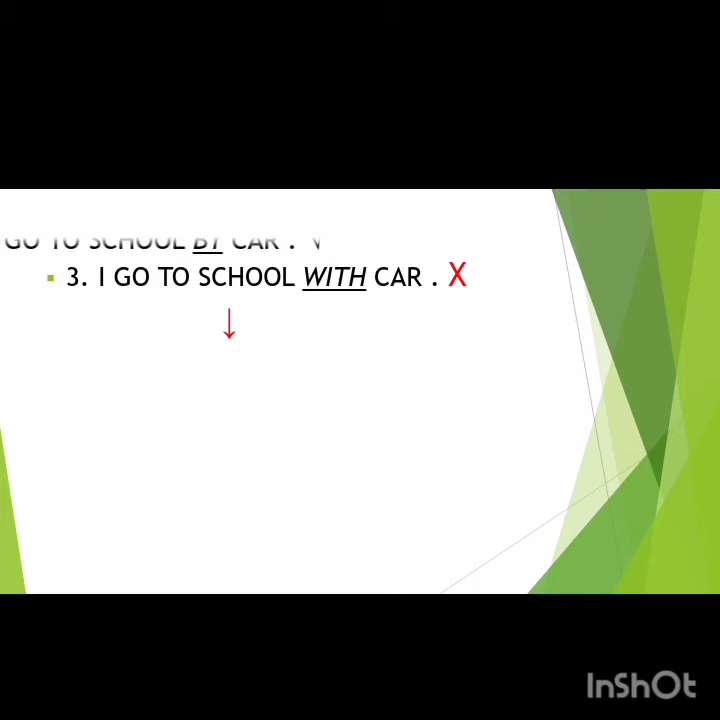 GO TO SCHOOL BY CAR .
▪ 3. I GO TO SCHOOL WITH CAR . X
↓
InShOt